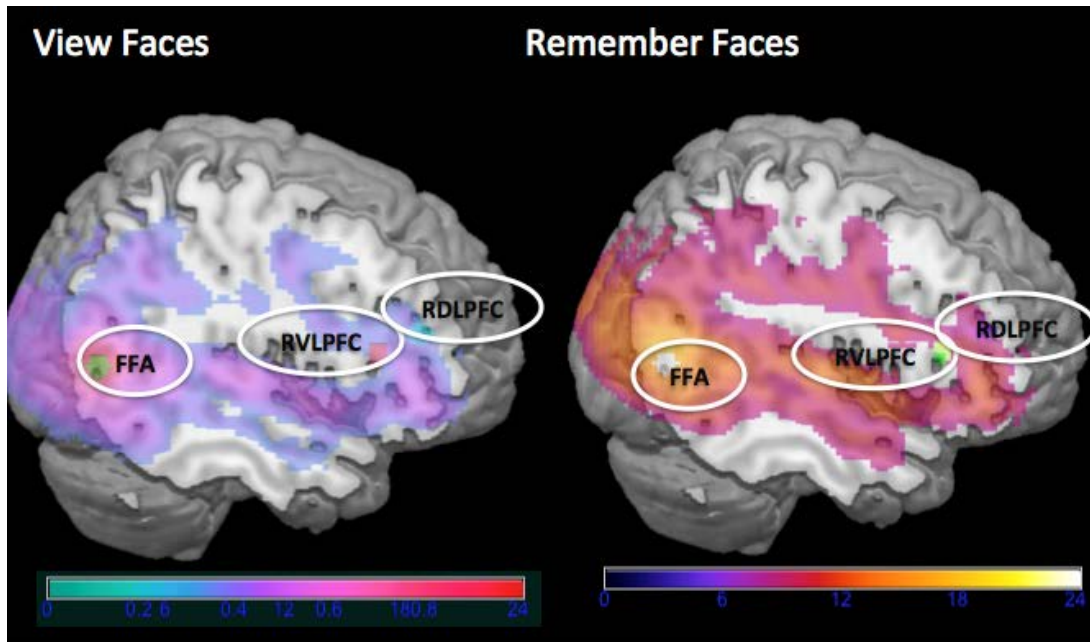 View Faces
Remember Faces
RDLPFC
RVLPFC
FFA
RDLPFC
RVLPFC
FFA
0 0.2 6 0.4 12 0.6 18 0.8 24
0 6 12 18 24